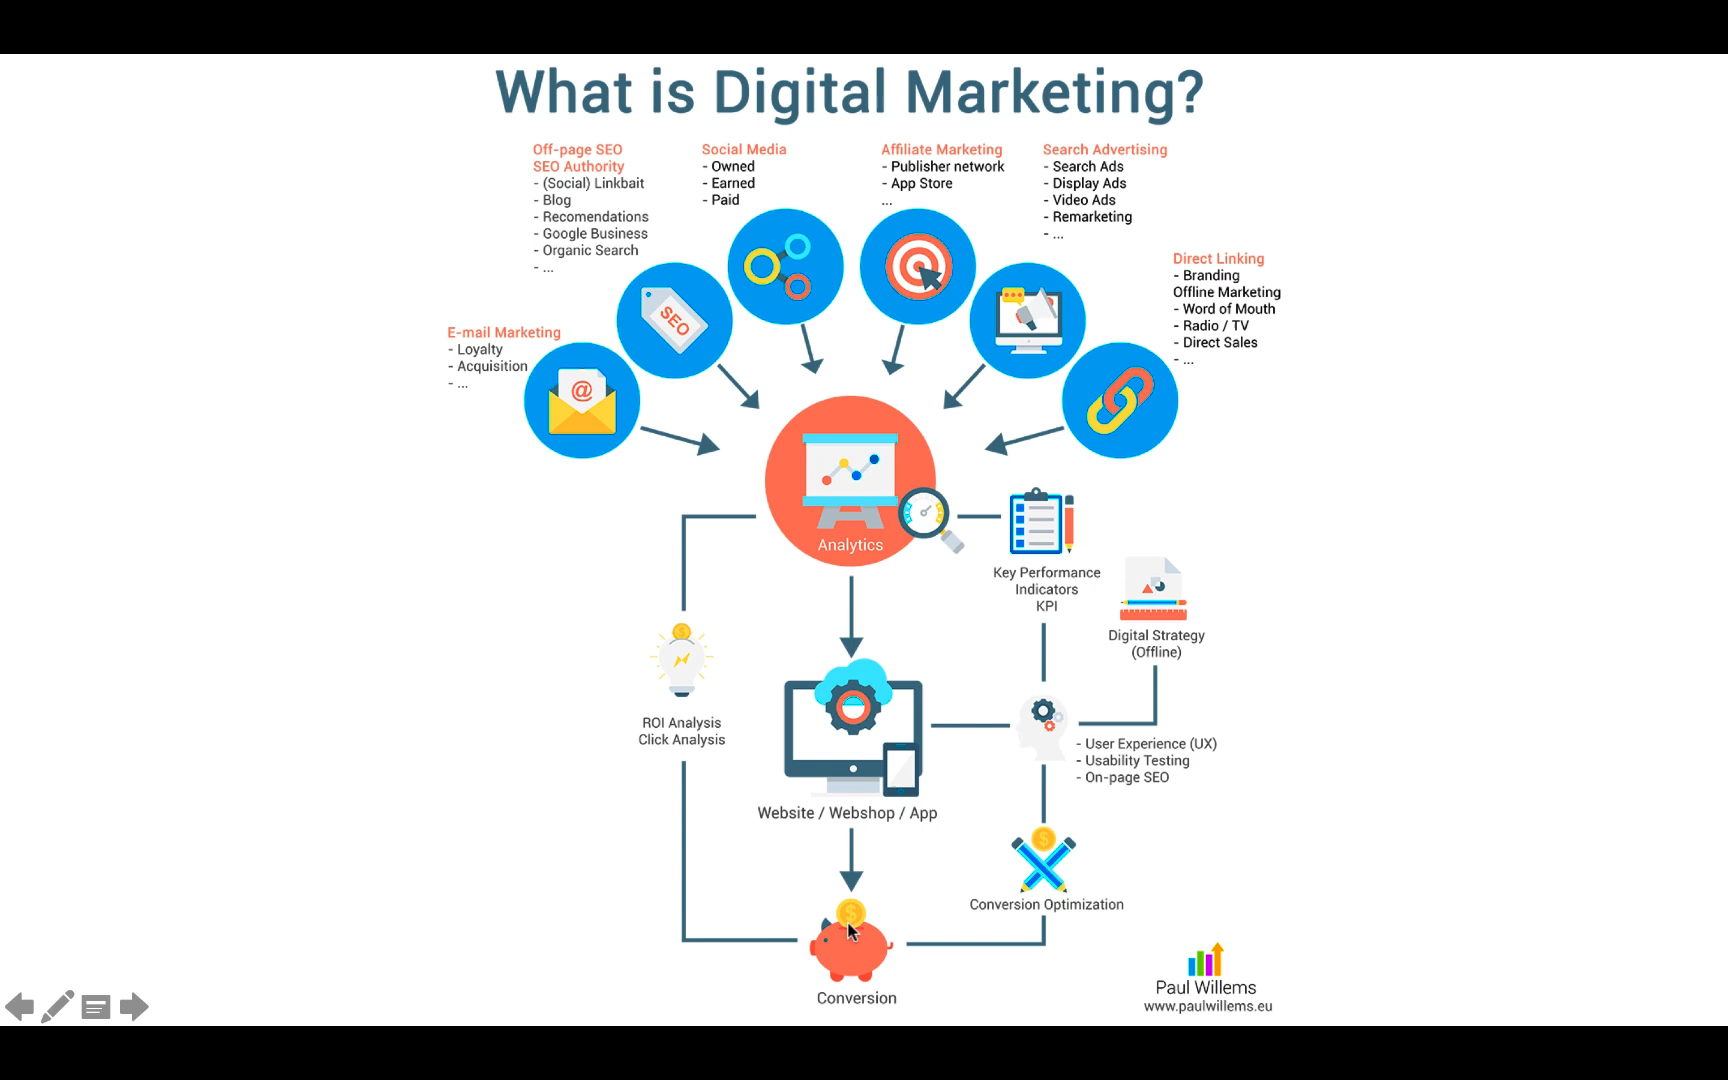 What is Digital Marketing?
Off-page SEO
SEO Authority
- (Social) Linkbait
- Blog
- Recomendations
- Google Business
- Organic Search
- ...
Social Media
- Owned
- Earned
- Paid
Affiliate Marketing
- Publisher network
- App Store
...
Search Advertising
- Search Ads
- Display Ads
- Video Ads
- Remarketing
- ...
Direct Linking
- Branding
Offline Marketing
- Word of Mouth
- Radio / TV
- Direct Sales
- ...
E-mail Marketing
- Loyalty
- Acquisition
- ...
@
SEO
Analytics
Key Performance
Indicators
KPI
Digital Strategy
(Offline)
$
ROI Analysis
Click Analysis
- User Experience (UX)
- Usability Testing
- On-page SEO
Website / Webshop / App
$
Conversion Optimization
$
Conversion
Paul Willems
www.paulwillems.eu